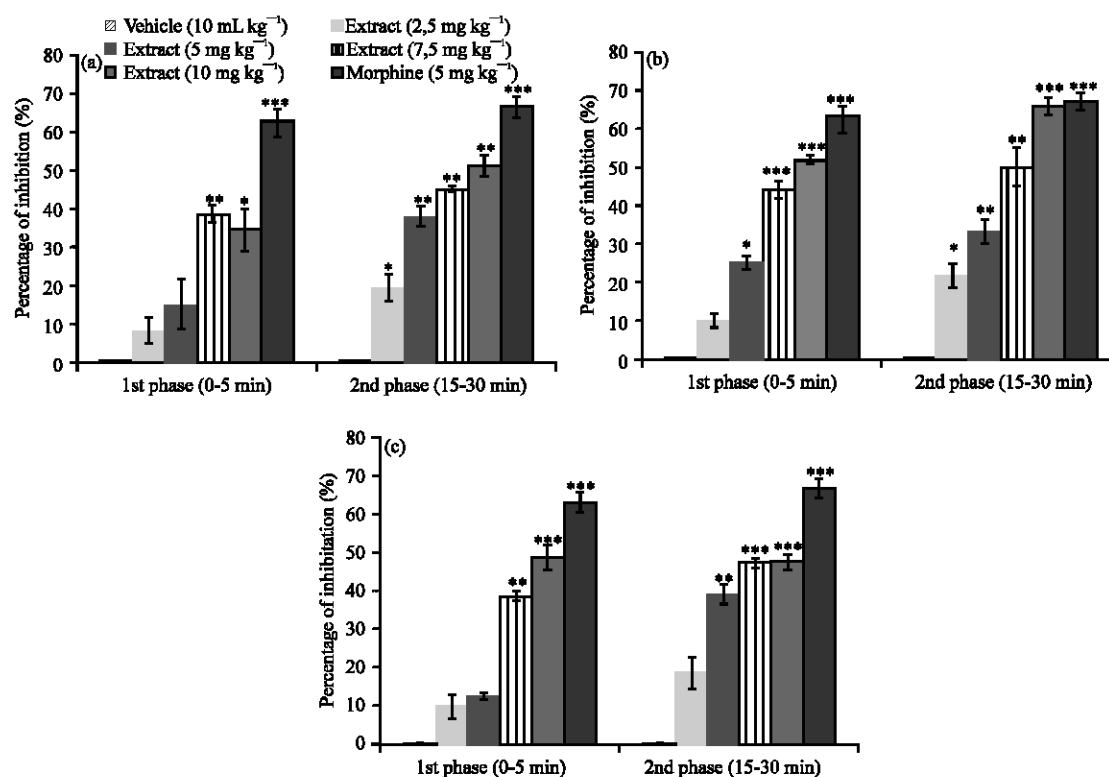 Vehicle (10 mL kg⁻¹) Extract (2,5 mg kg⁻¹)
Extract (5 mg kg⁻¹) Extract (7,5 mg kg⁻¹)
Extract (10 mg kg⁻¹) Morphine (5 mg kg⁻¹)
(a)
Percentage of inhibition (%)
80
70
60
50
40
30
20
10
0
** * *** * ** ** ** ***
1st phase (0-5 min) 2nd phase (15-30 min)
(b)
Percentage of inhibition (%)
80
70
60
50
40
30
20
10
0
* *** *** *** * ** ** *** ***
1st phase (0-5 min) 2nd phase (15-30 min)
(c)
Percentage of inhibitation (%)
80
70
60
50
40
30
20
10
0
** *** *** ** *** *** ***
1st phase (0-5 min) 2nd phase (15-30 min)